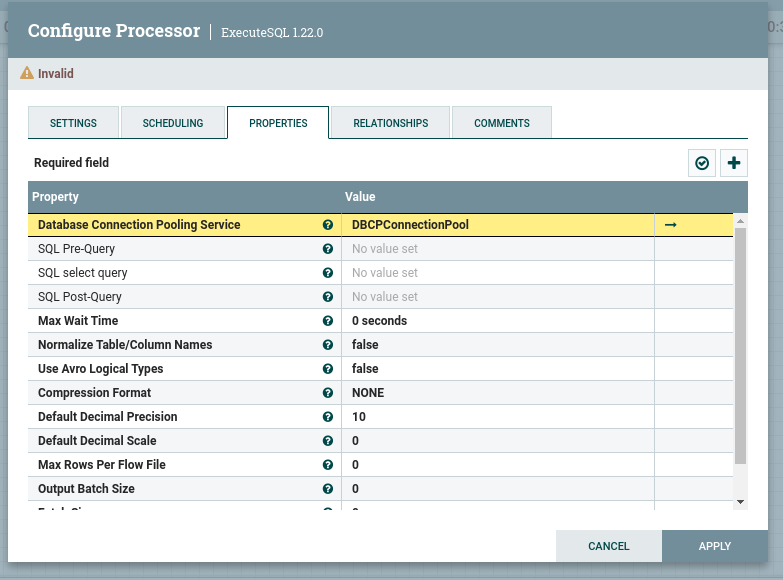 Configure Processor | ExecuteSQL 1.22.0
Invalid
SETTINGS SCHEDULING PROPERTIES RELATIONSHIPS COMMENTS
Required field
Property Value
Database Connection Pooling Service DBCPConnectionPool
SQL Pre-Query No value set
SQL select query No value set
SQL Post-Query No value set
Max Wait Time 0 seconds
Normalize Table/Column Names false
Use Avro Logical Types false
Compression Format NONE
Default Decimal Precision 10
Default Decimal Scale 0
Max Rows Per Flow File 0
Output Batch Size 0
CANCEL APPLY